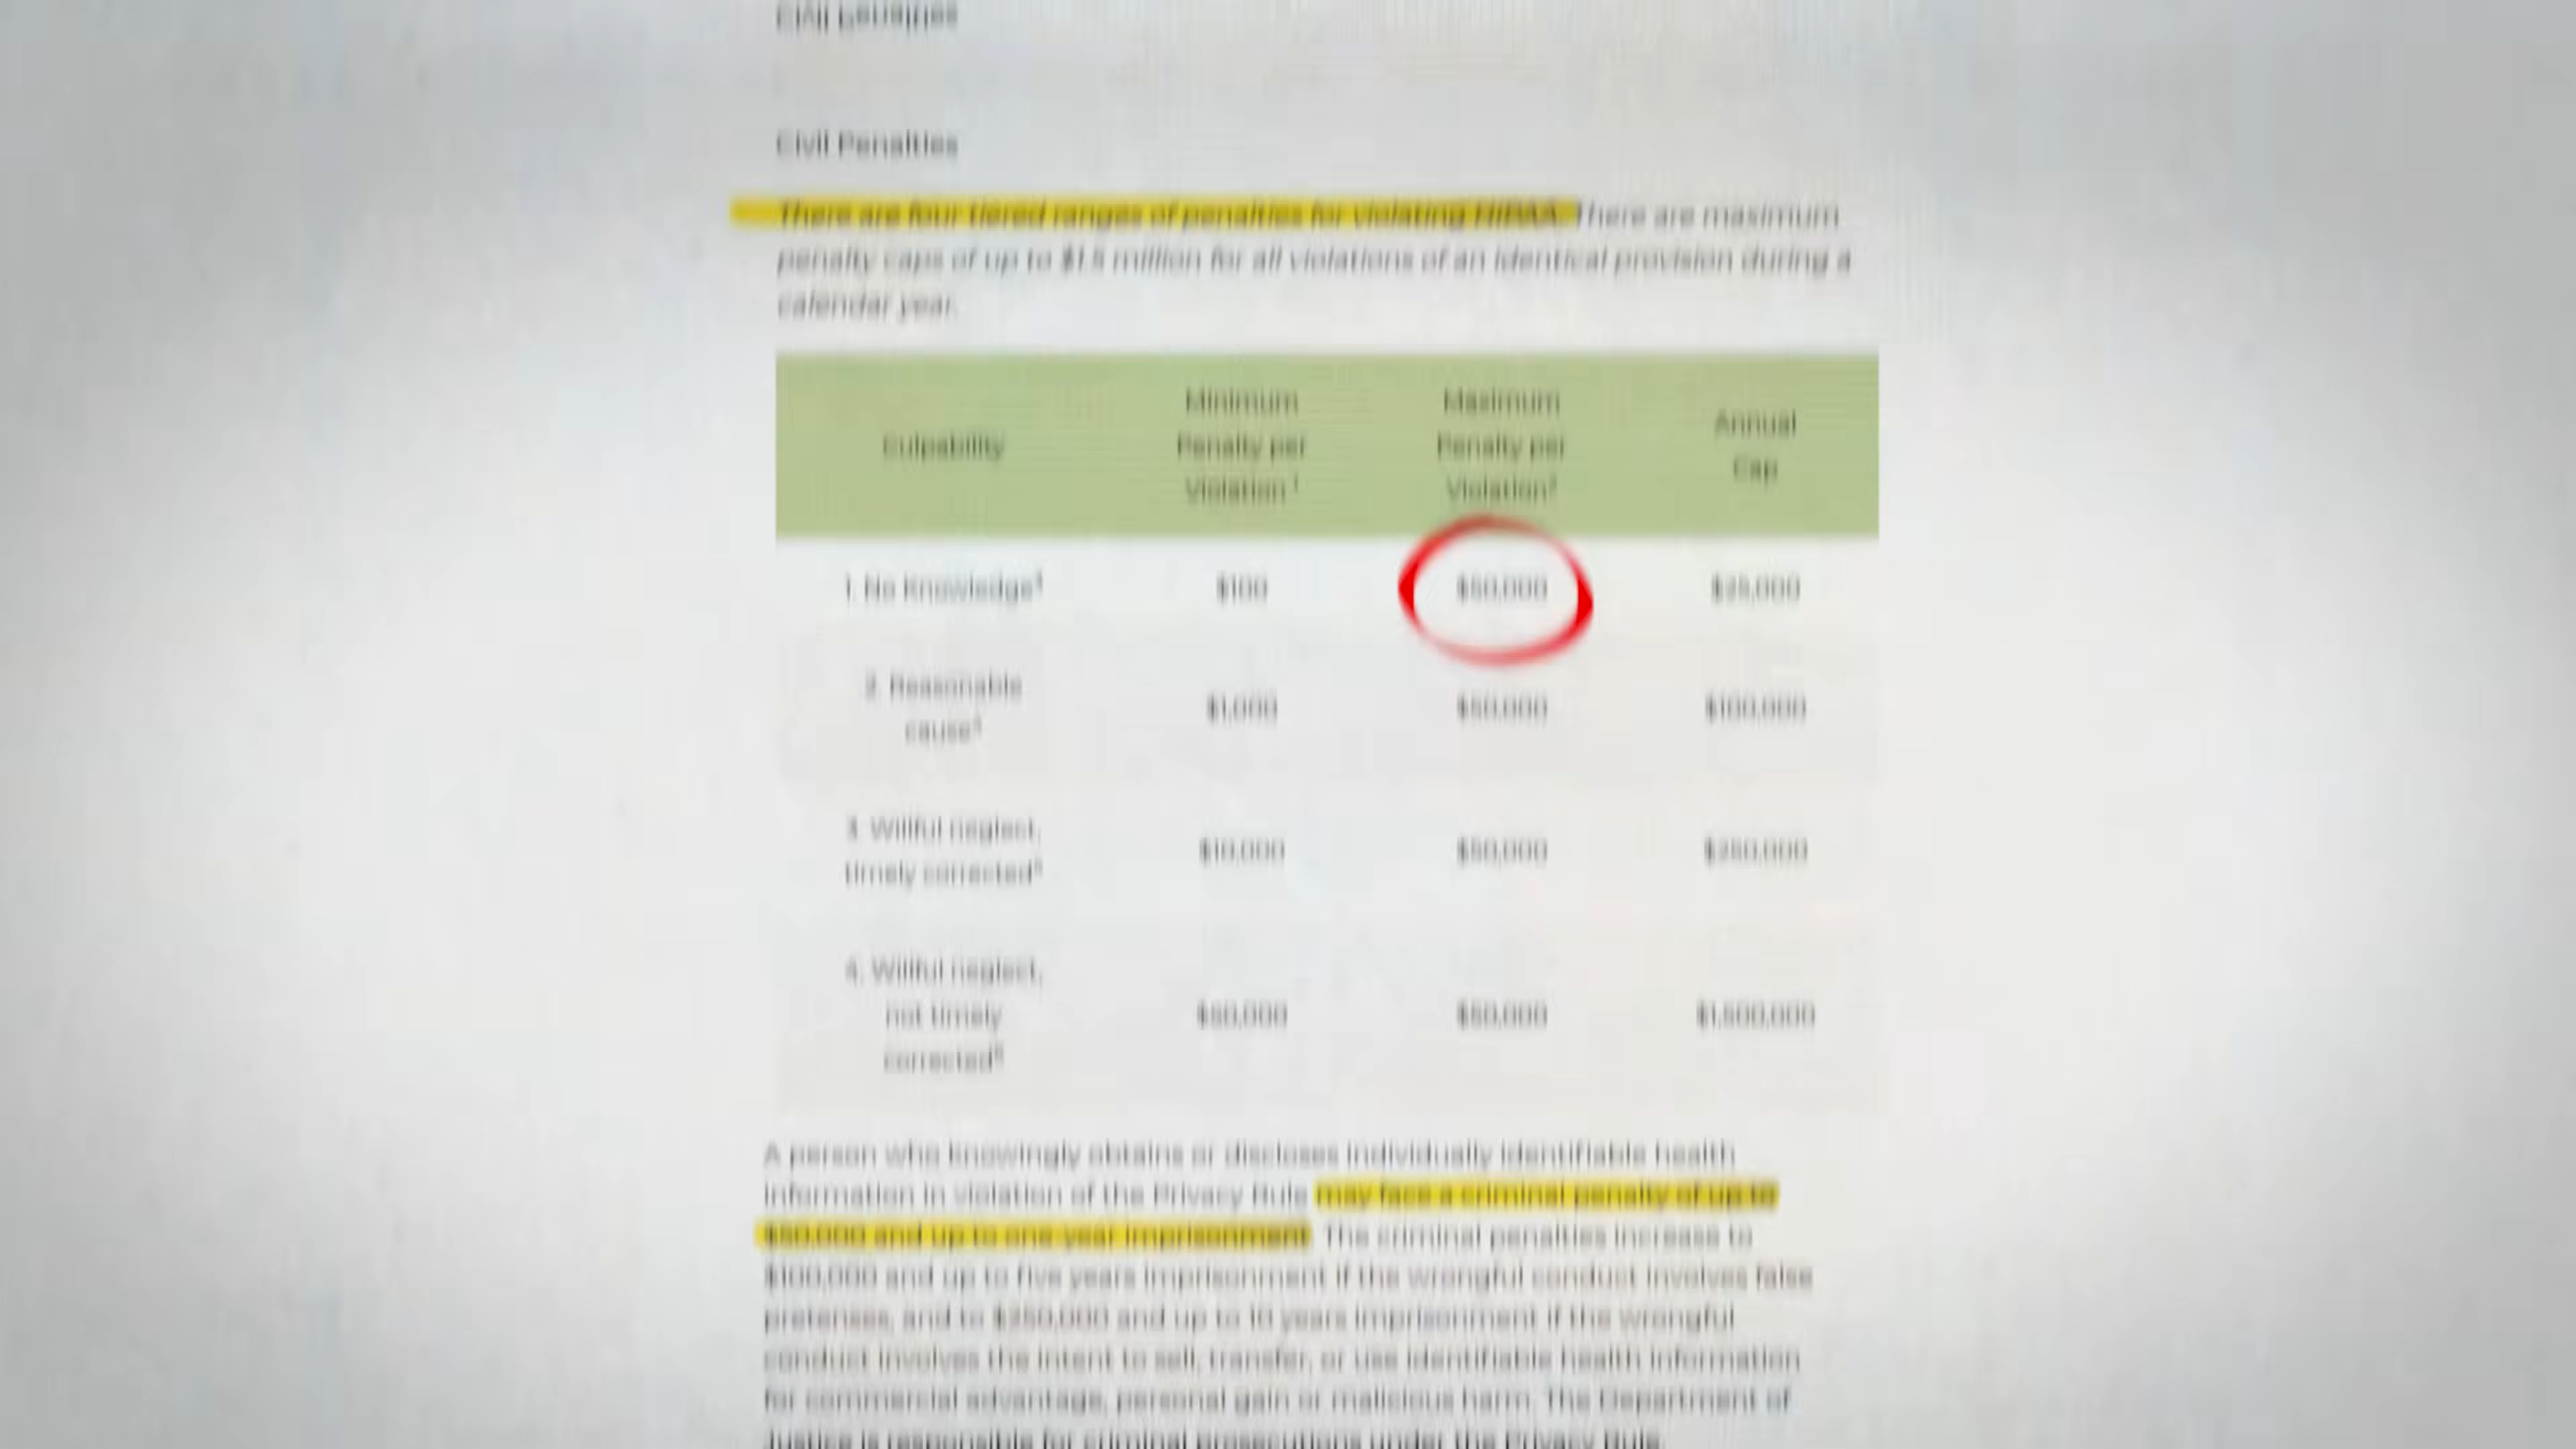 Civil Penalties
Civil Penalties
There are four tiered ranges of penalties for violating HIPAA. There are maximum
penalty caps of up to $1.5 million for all violations of an identical provision during a
calendar year.
Culpability
Minimum
Penalty per
Violation¹
Maximum
Penalty per
Violation²
Annual
Cap
1. No Knowledge³ $100 $50,000 $25,000
2. Reasonable
cause $1,000 $50,000 $100,000
3. Willful neglect,
timely corrected $10,000 $50,000 $250,000
4. Willful neglect,
not timely
corrected $50,000 $50,000 $1,500,000
A person who knowingly obtains or discloses individually identifiable health
information in violation of the Privacy Rule may face a criminal penalty of up to
$50,000 and up to one year imprisonment. The criminal penalties increase to
$100,000 and up to five years imprisonment if the wrongful conduct involves false
pretenses, and to $250,000 and up to 10 years imprisonment if the wrongful
conduct involves the intent to sell, transfer, or use identifiable health information
for commercial advantage, personal gain or malicious harm. The Department of
Justice is responsible for criminal prosecutions under the Privacy Rule.